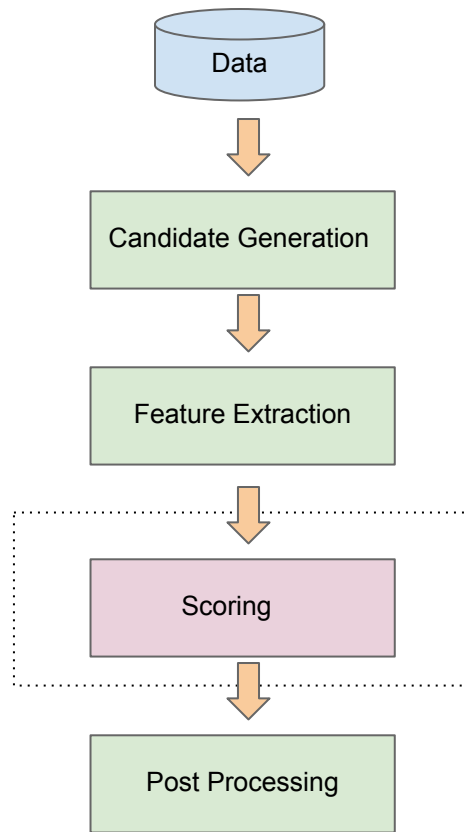 Data
Candidate Generation
Feature Extraction
Scoring
Post Processing